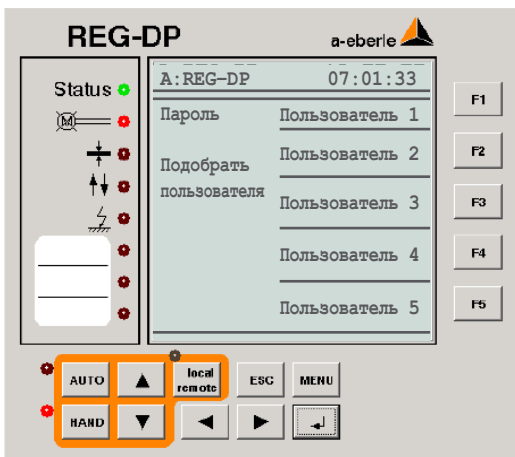 REG-DP
a-eberle
Status
M
A:REG-DP 07:01:33
Пароль
Подобрать
пользователя
Пользователь 1
Пользователь 2
Пользователь 3
Пользователь 4
Пользователь 5
F1
F2
F3
F4
F5
AUTO
local
remote
ESC
MENU
HAND